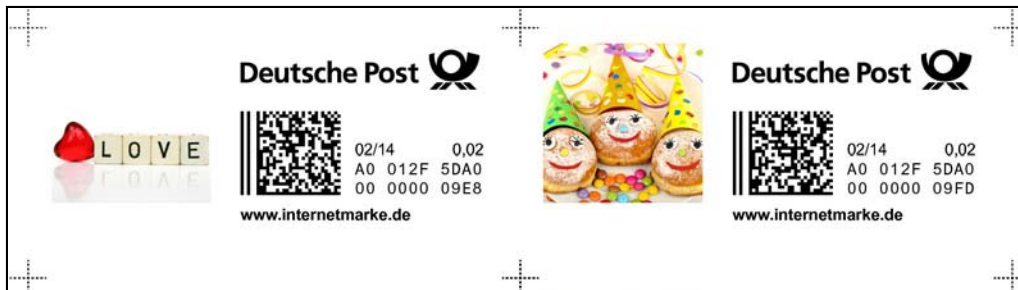 Deutsche Post
LOVE
02/14 0,02
A0 012F 5DA0
00 0000 09E8
www.internetmarke.de
Deutsche Post
02/14 0,02
A0 012F 5DA0
00 0000 09FD
www.internetmarke.de